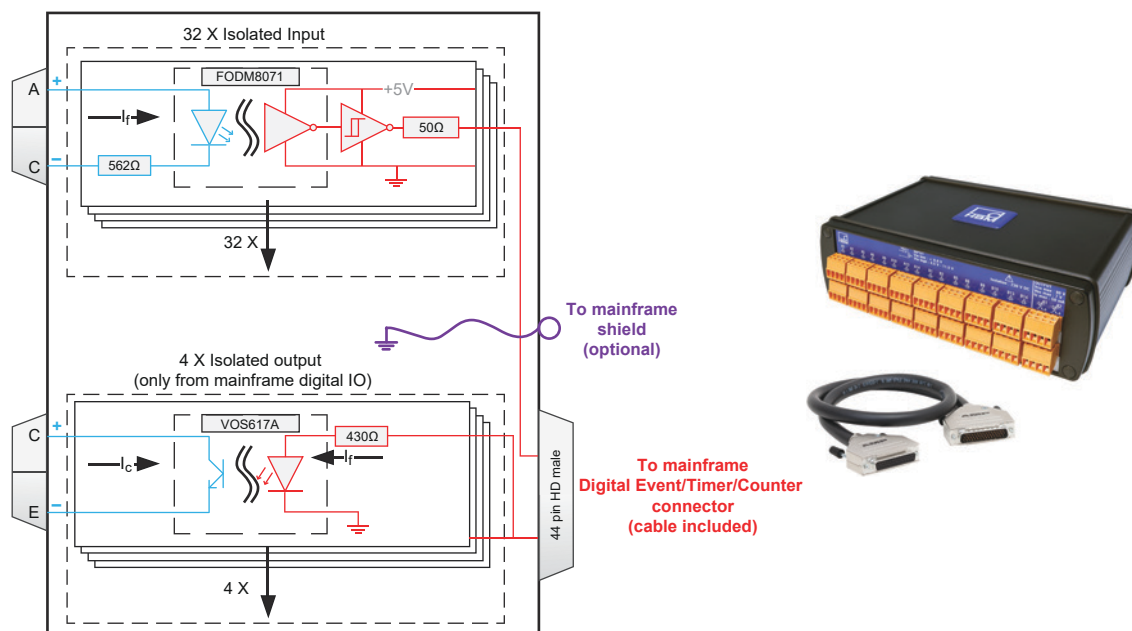 32 X Isolated Input
FODM8071
A
+
If
+5V
50Ω
C
−
562Ω
32 X
To mainframe
shield
(optional)
4 X Isolated output
(only from mainframe digital IO)
VOS617A
C
+
430Ω
Ic
If
E
−
44 pin HD male
To mainframe
Digital Event/Timer/Counter
connector
(cable included)
4 X
HBM